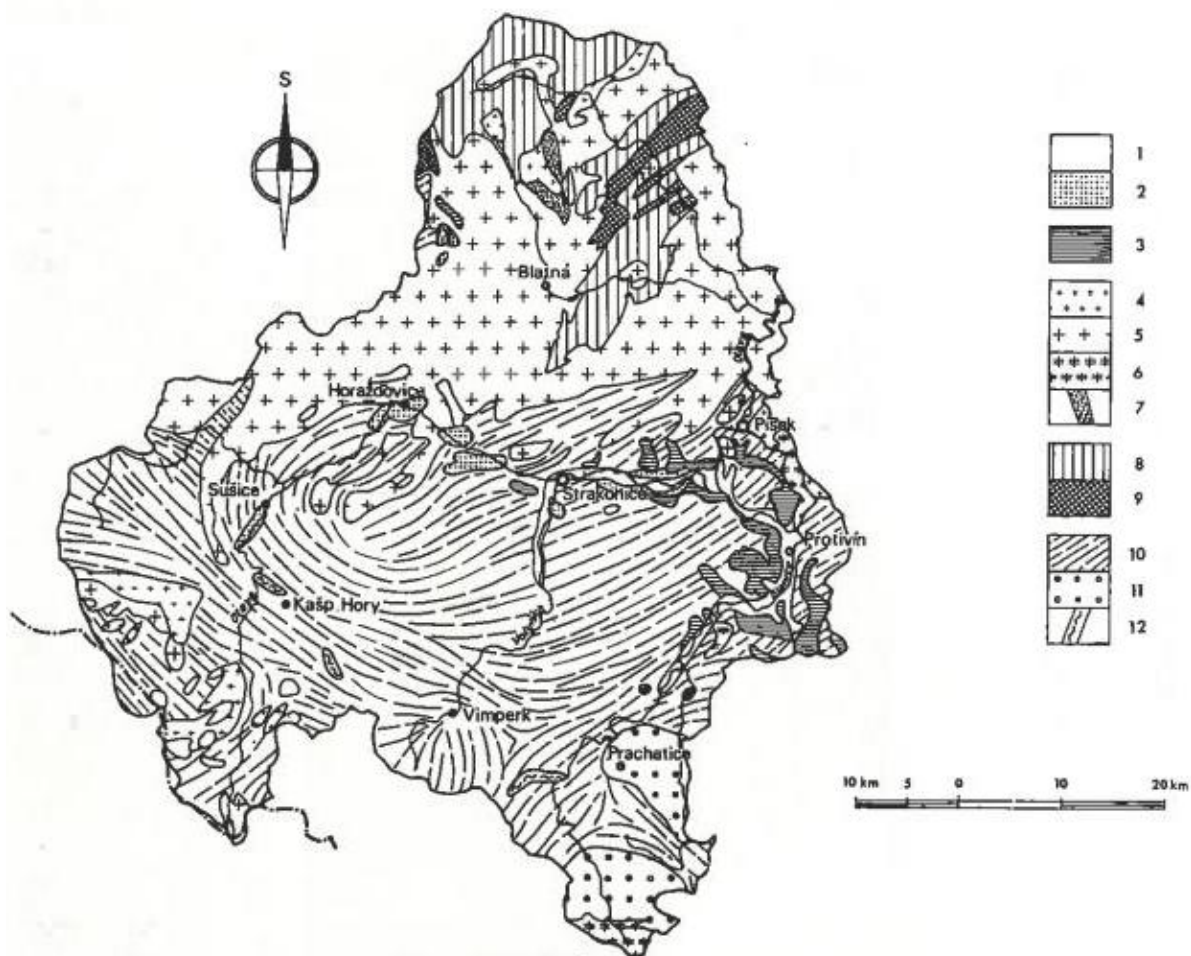 S
1
2
3
4
5
6
7
8
9
10
11
12
Blatná
Horažďovice
Písek
Sušice
Strakonice
Protivín
Kašp Hory
Vimperk
Prachatice
10 km 5 0 10 20 km